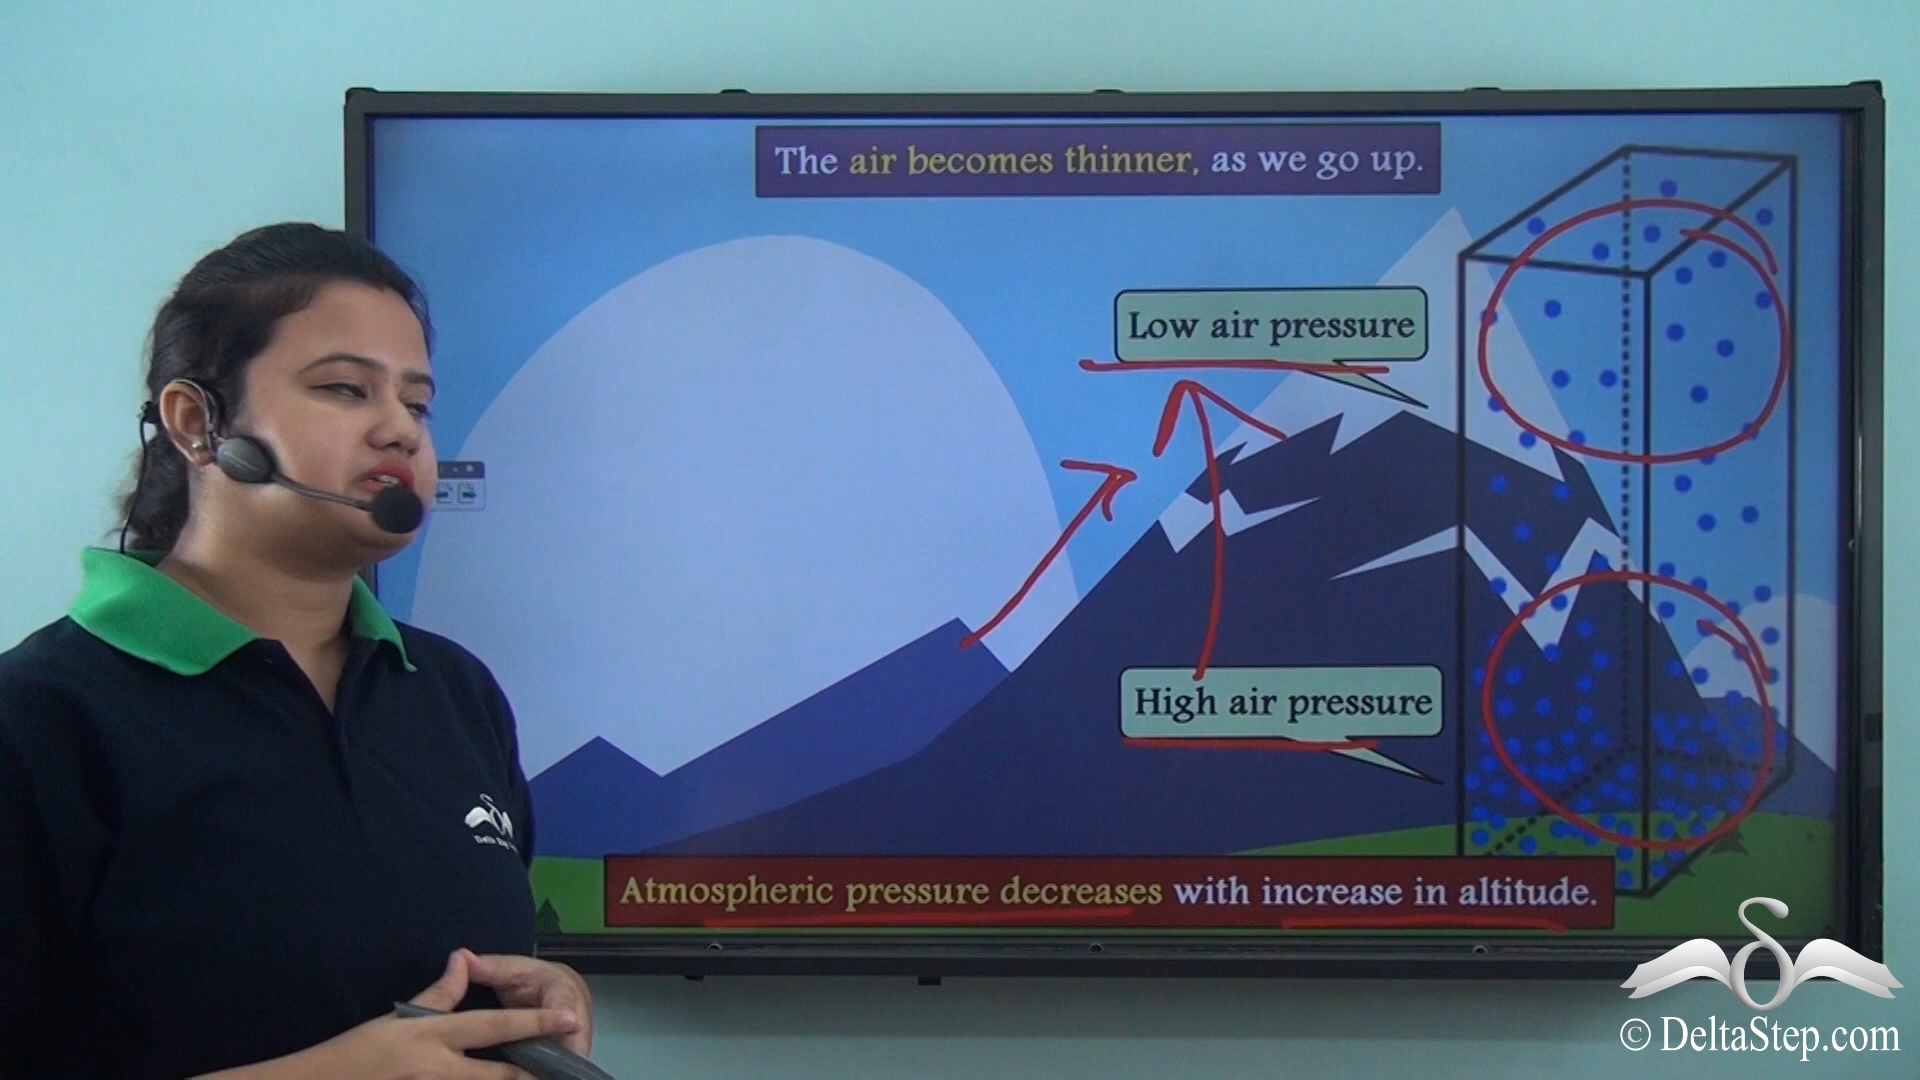 The air becomes thinner, as we go up.
Low air pressure
High air pressure
Atmospheric pressure decreases with increase in altitude.
© DeltaStep.com